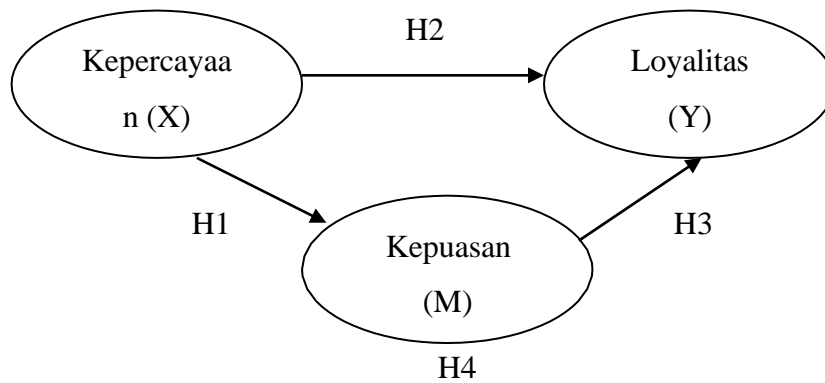 H2
Kepercayaa
n (X)
Loyalitas
(Y)
H1
H3
Kepuasan
(M)
H4